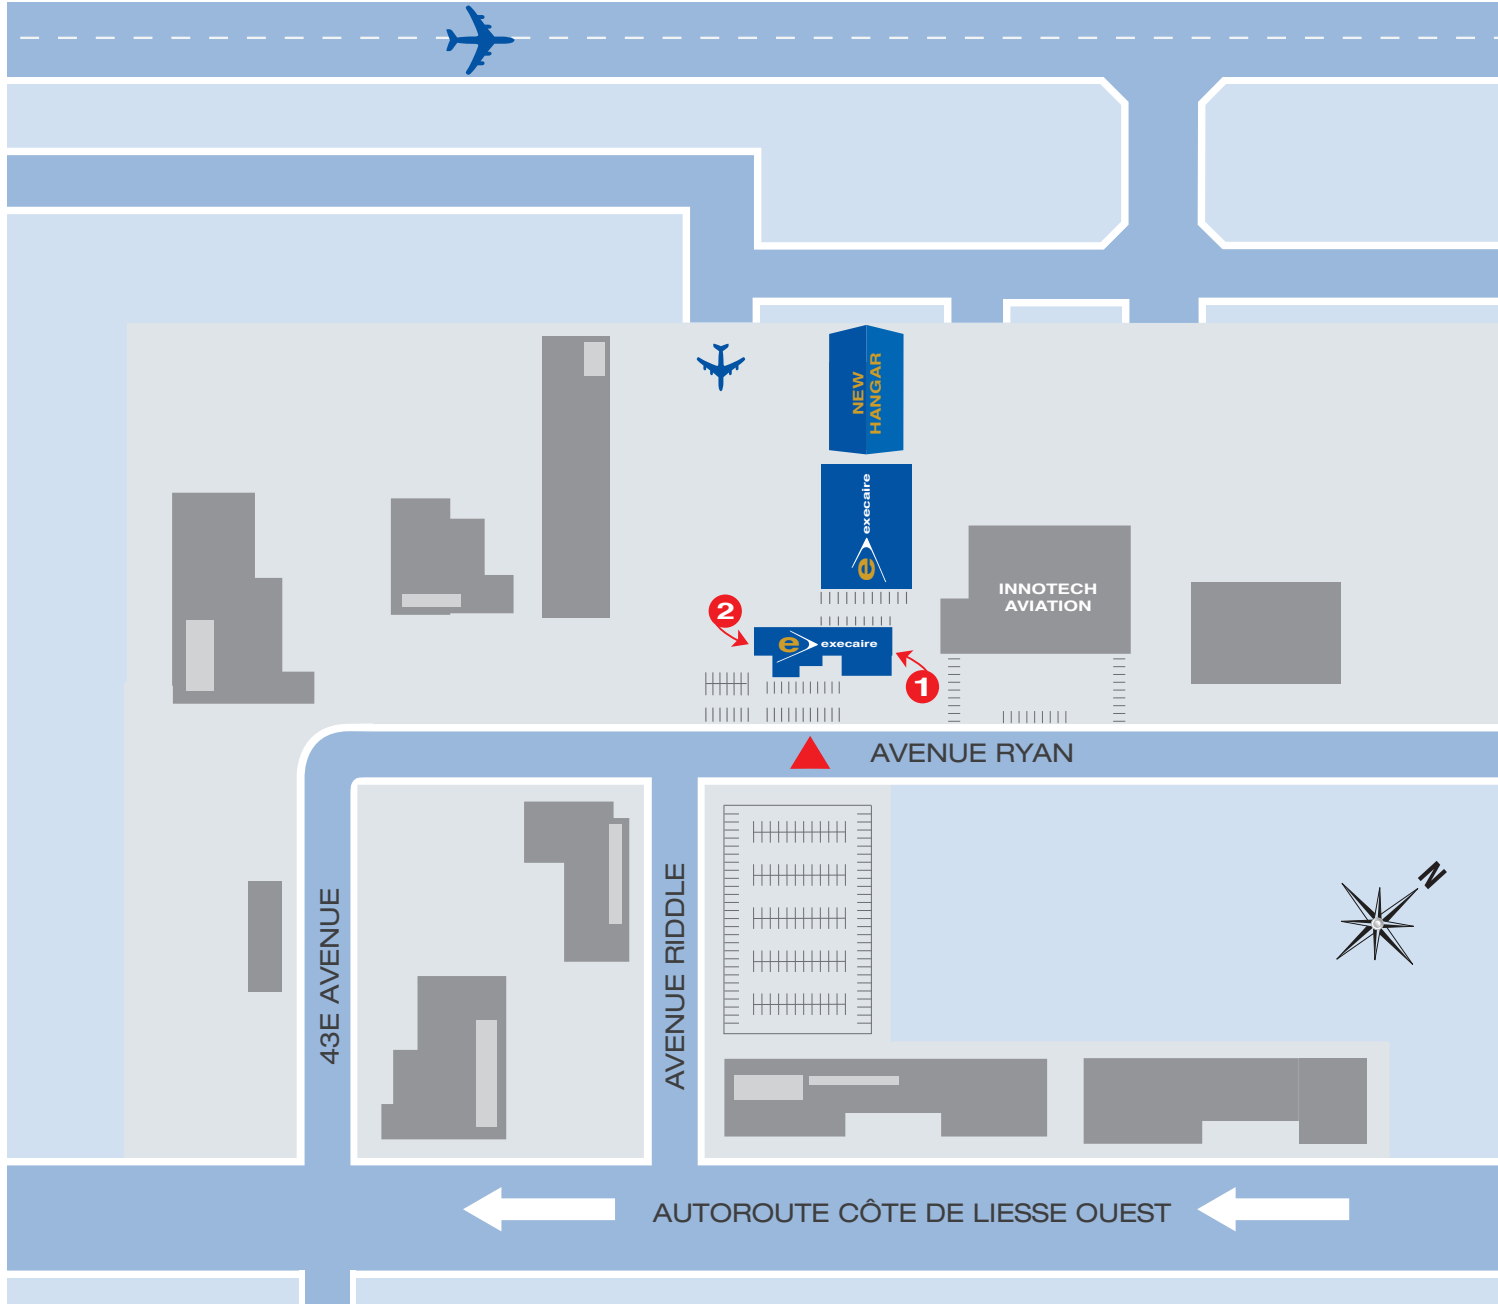 NEW
HANGAR
e execaire
INNOTECH
AVIATION
2
e execaire
1
AVENUE RYAN
43E AVENUE
AVENUE RIDDLE
N
AUTOROUTE CÔTE DE LIESSE OUEST